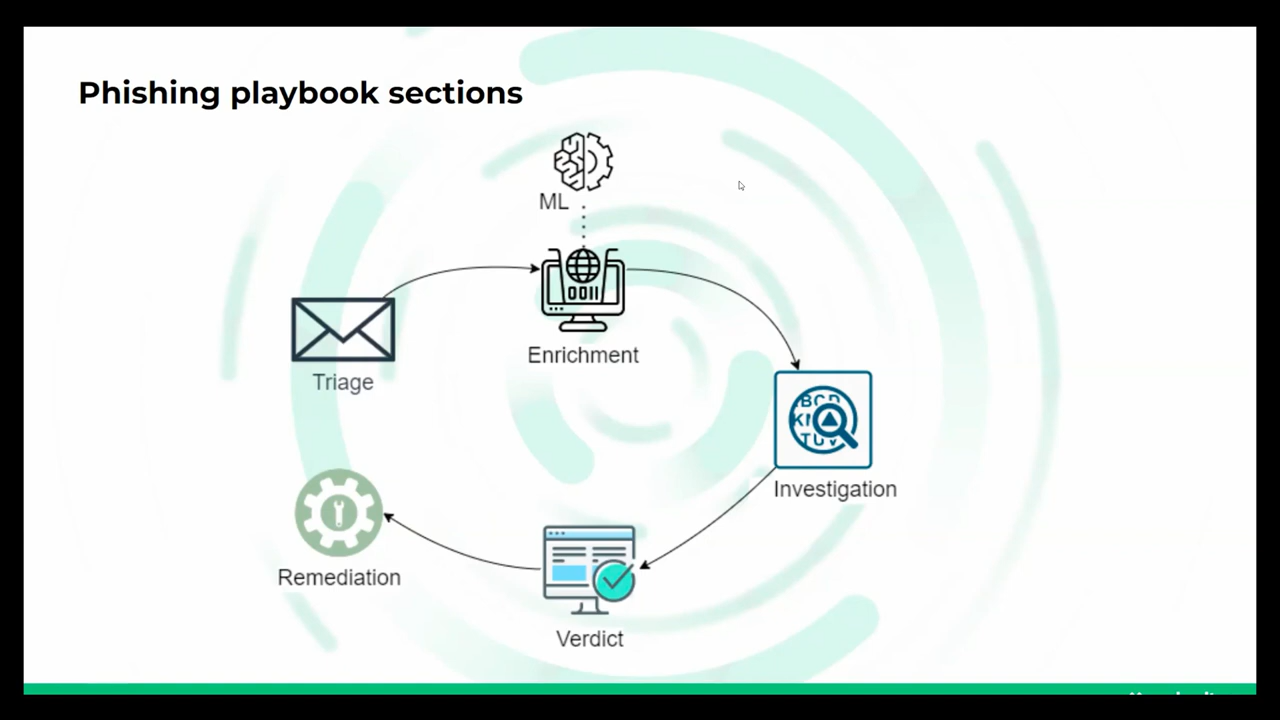 Phishing playbook sections
ML
Enrichment
Triage
Investigation
Remediation
Verdict